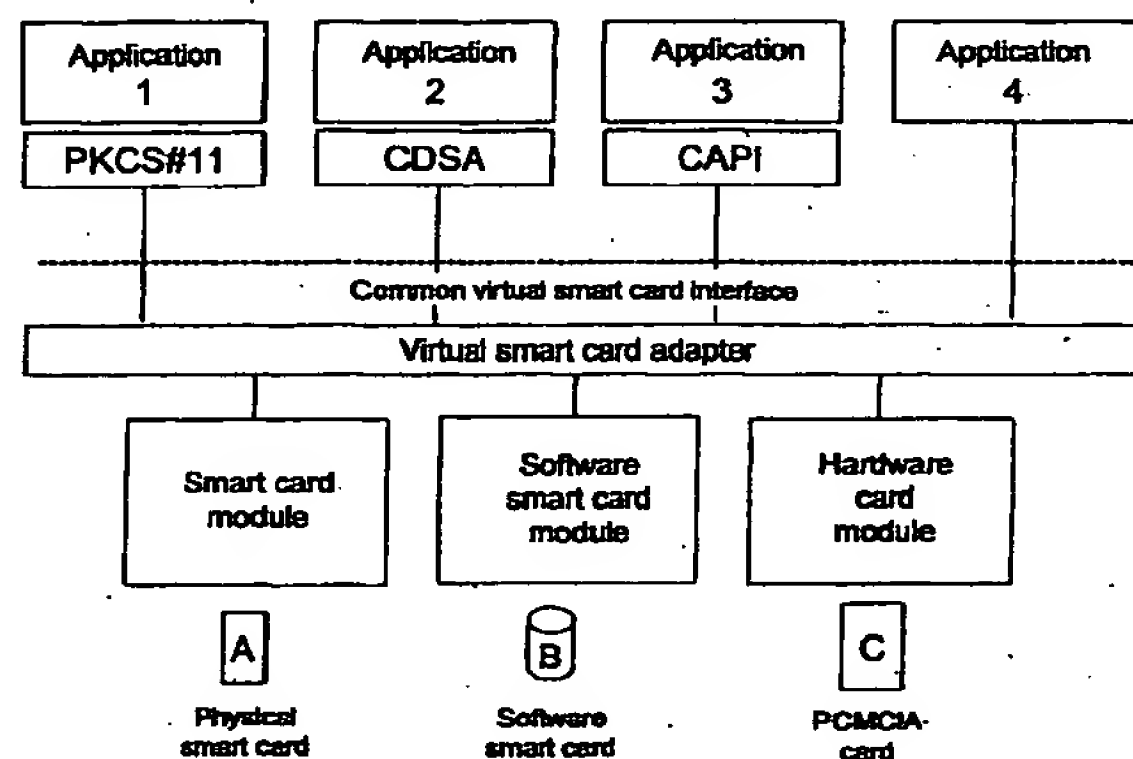 Application
1
Application
2
Application
3
Application
4
PKCS#11
CDSA
CAPI
Common virtual smart card interface
Virtual smart card adapter
Smart card
module
Software
smart card
module
Hardware
card
module
A
B
C
Physical
smart card
Software
smart card
PCMCIA-
card